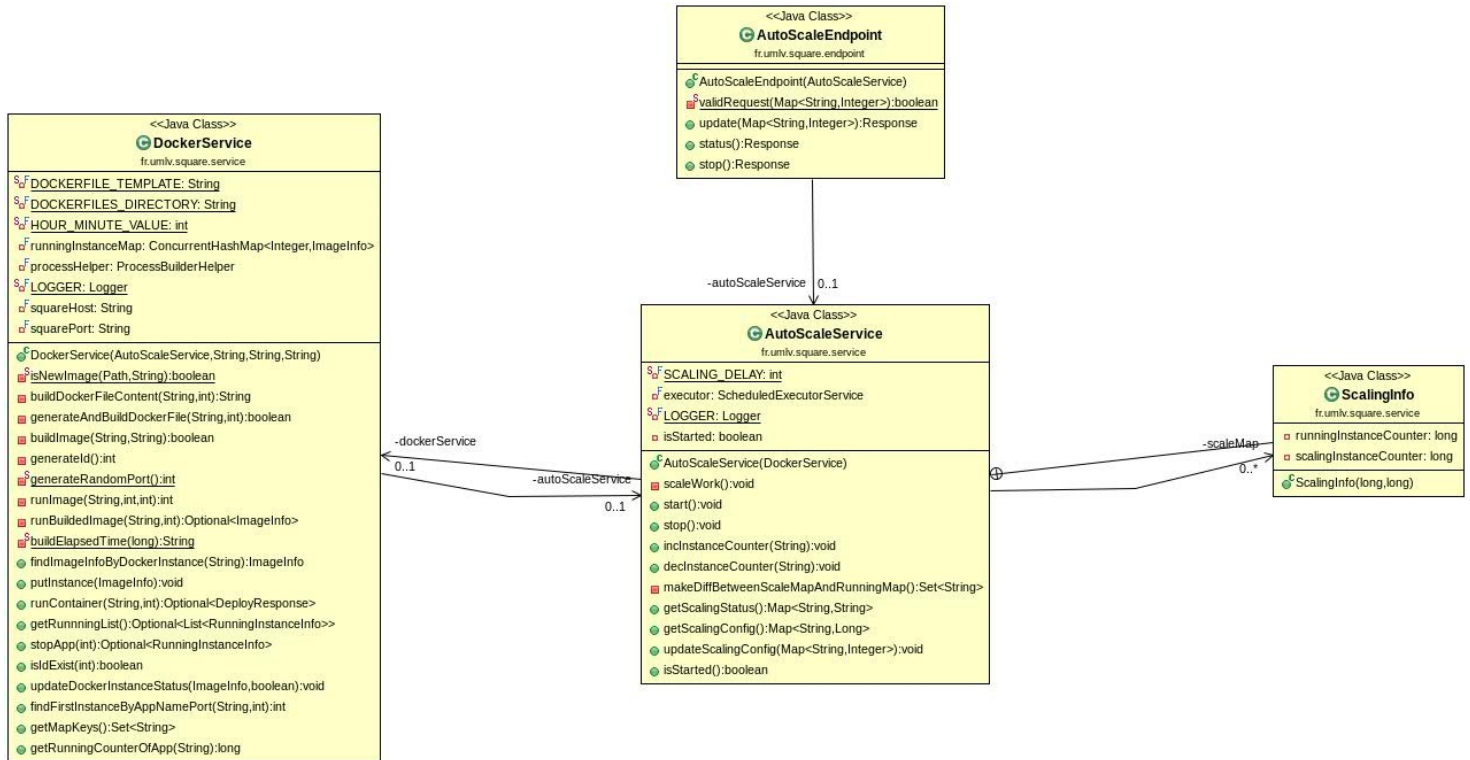 <<Java Class>>
AutoScaleEndpoint
fr.umlv.square.endpoint
AutoScaleEndpoint(AutoScaleService)
validRequest(Map<String,Integer>):boolean
update(Map<String,Integer>):Response
status():Response
stop():Response
<<Java Class>>
DockerService
fr.umlv.square.service
DOCKERFILE_TEMPLATE: String
DOCKERFILES_DIRECTORY: String
HOUR_MINUTE_VALUE: int
runningInstanceMap: ConcurrentHashMap<Integer,ImageInfo>
processHelper: ProcessBuilderHelper
LOGGER: Logger
squareHost: String
squarePort: String
DockerService(AutoScaleService,String,String,String)
isNewImage(Path,String):boolean
buildDockerFileContent(String,int):String
generateAndBuildDockerFile(String,int):boolean
buildImage(String,String):boolean
generateId():int
generateRandomPort():int
runImage(String,int,int):int
runBuildedImage(String,int):Optional<ImageInfo>
buildElapsedTime(long):String
findImageInfoByDockerInstance(String):ImageInfo
putInstance(ImageInfo):void
runContainer(String,int):Optional<DeployResponse>
getRunnningList():Optional<List<RunningInstanceInfo>>
stopApp(int):Optional<RunningInstanceInfo>
isIdExist(int):boolean
updateDockerInstanceStatus(ImageInfo,boolean):void
findFirstInstanceByAppNamePort(String,int):int
getMapKeys():Set<String>
getRunningCounterOfApp(String):long
-autoScaleService 0..1
<<Java Class>>
AutoScaleService
fr.umlv.square.service
SCALING_DELAY: int
executor: ScheduledExecutorService
LOGGER: Logger
isStarted: boolean
AutoScaleService(DockerService)
scaleWork():void
start():void
stop():void
incInstanceCounter(String):void
decInstanceCounter(String):void
makeDiffBetweenScaleMapAndRunningMap():Set<String>
getScalingStatus():Map<String,String>
getScalingConfig():Map<String,Long>
updateScalingConfig(Map<String,Integer>):void
isStarted():boolean
-dockerService
0..1
-autoScaleService
0..1
-scaleMap
0..*
<<Java Class>>
ScalingInfo
fr.umlv.square.service
runningInstanceCounter: long
scalingInstanceCounter: long
ScalingInfo(long,long)